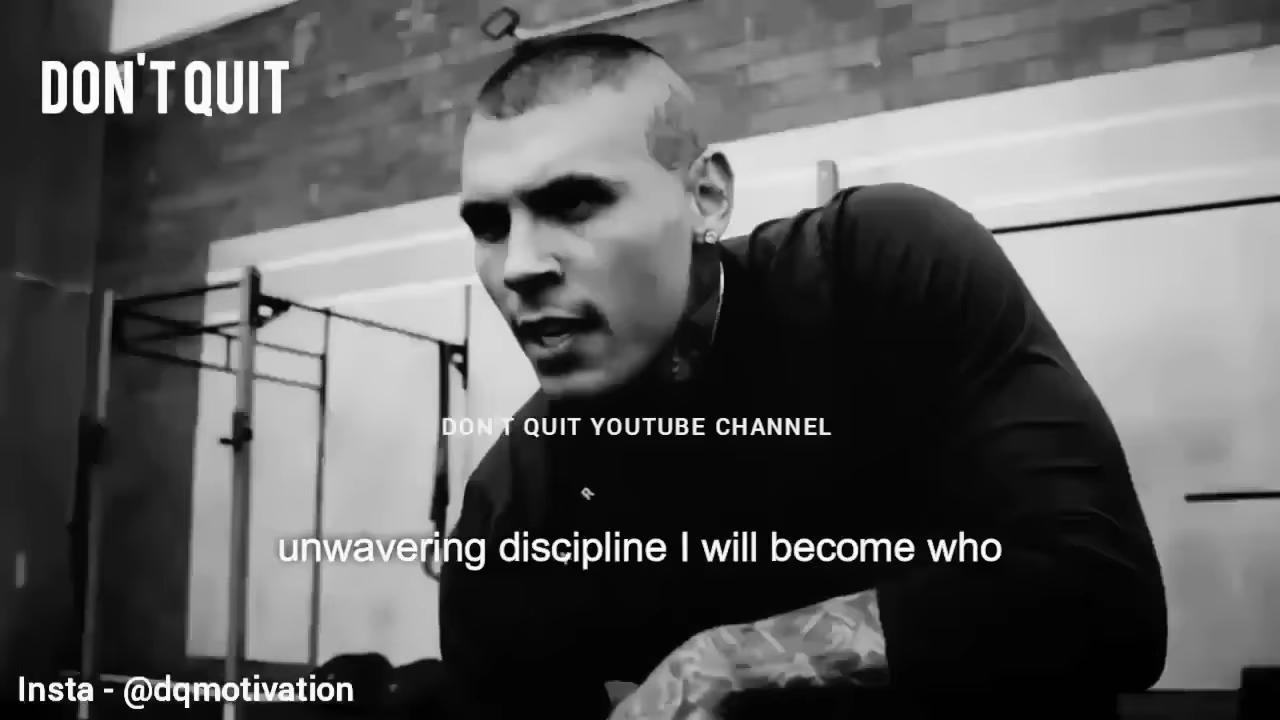 DON'T QUIT
DON'T QUIT YOUTUBE CHANNEL
R
unwavering discipline I will become who
Insta - @dqmotivation